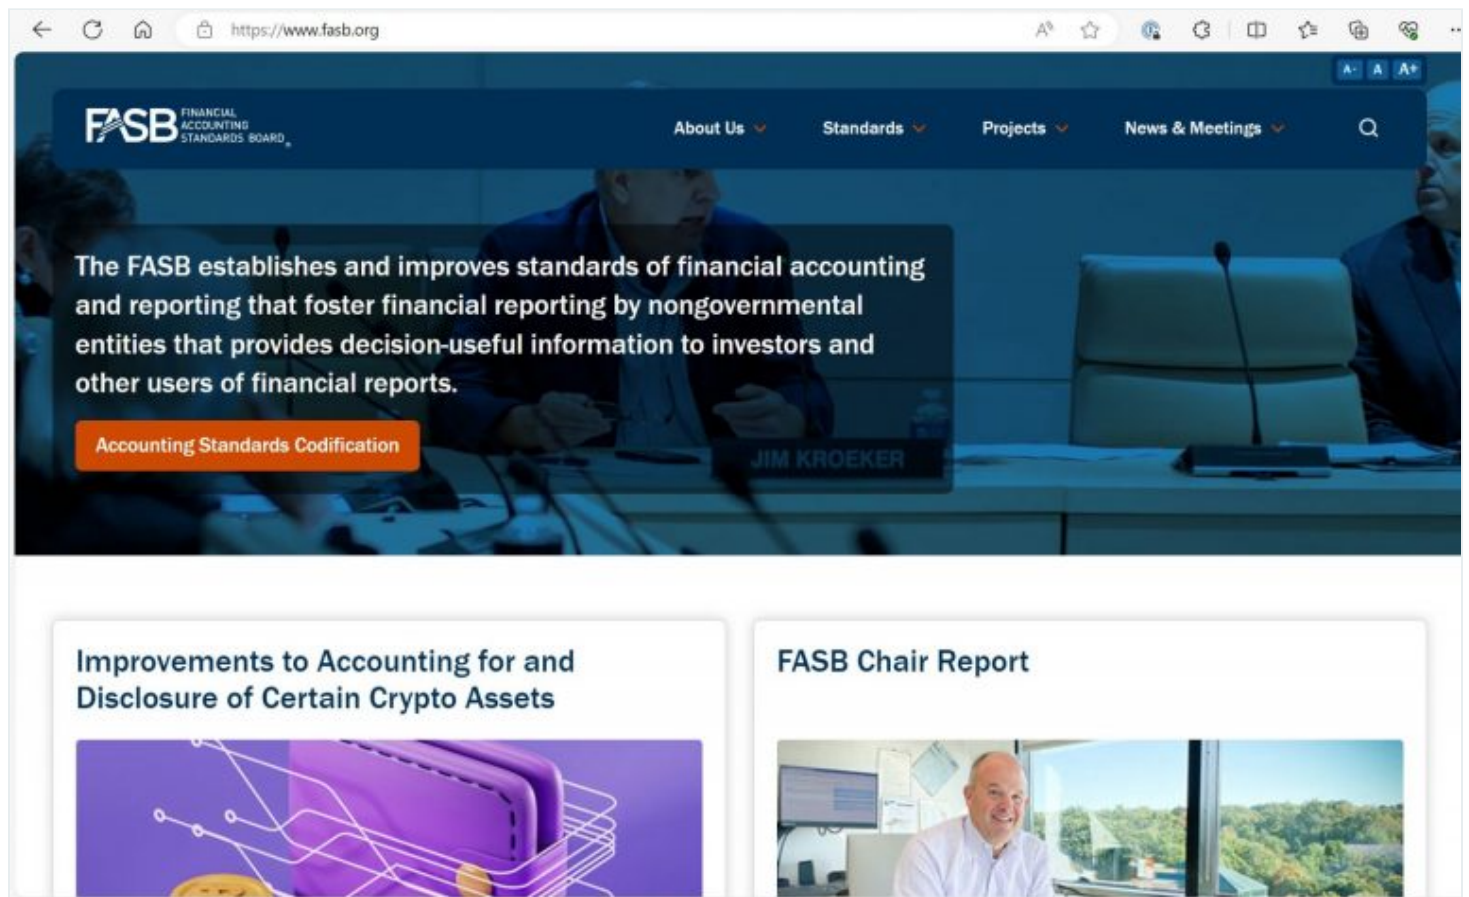 https://www.fasb.org
A- A A+
FASB
FINANCIAL
ACCOUNTING
STANDARDS BOARD
About Us Standards Projects News & Meetings
The FASB establishes and improves standards of financial accounting
and reporting that foster financial reporting by nongovernmental
entities that provides decision-useful information to investors and
other users of financial reports.
Accounting Standards Codification
JIM KROEKER
Improvements to Accounting for and
Disclosure of Certain Crypto Assets
FASB Chair Report